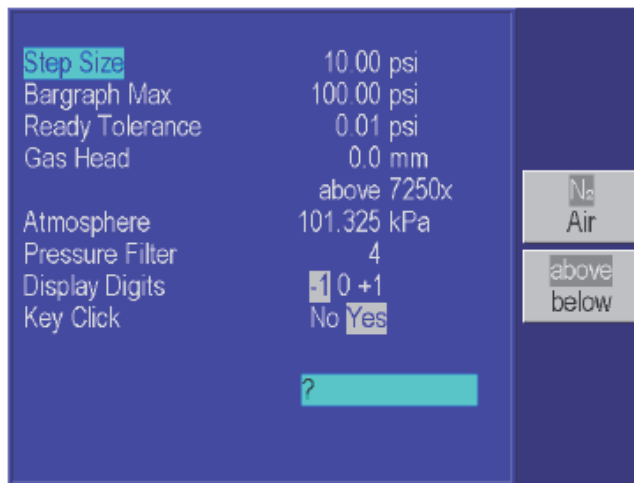 Step Size 10.00 psi
Bargraph Max 100.00 psi
Ready Tolerance 0.01 psi
Gas Head 0.0 mm
above 7250x
Atmosphere 101.325 kPa
Pressure Filter 4
Display Digits -1 0 +1
Key Click No Yes
?
N₂
Air
above
below